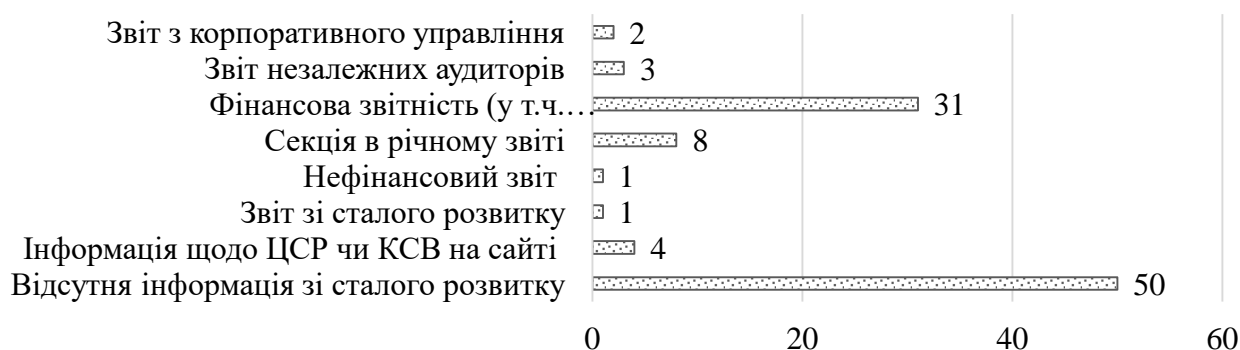 Звіт з корпоративного управління 2
Звіт незалежних аудиторів 3
Фінансова звітність (у т.ч.… 31
Секція в річному звіті 8
Нефінансовий звіт 1
Звіт зі сталого розвитку 1
Інформація щодо ЦСР чи КСВ на сайті 4
Відсутня інформація зі сталого розвитку 50
0 20 40 60